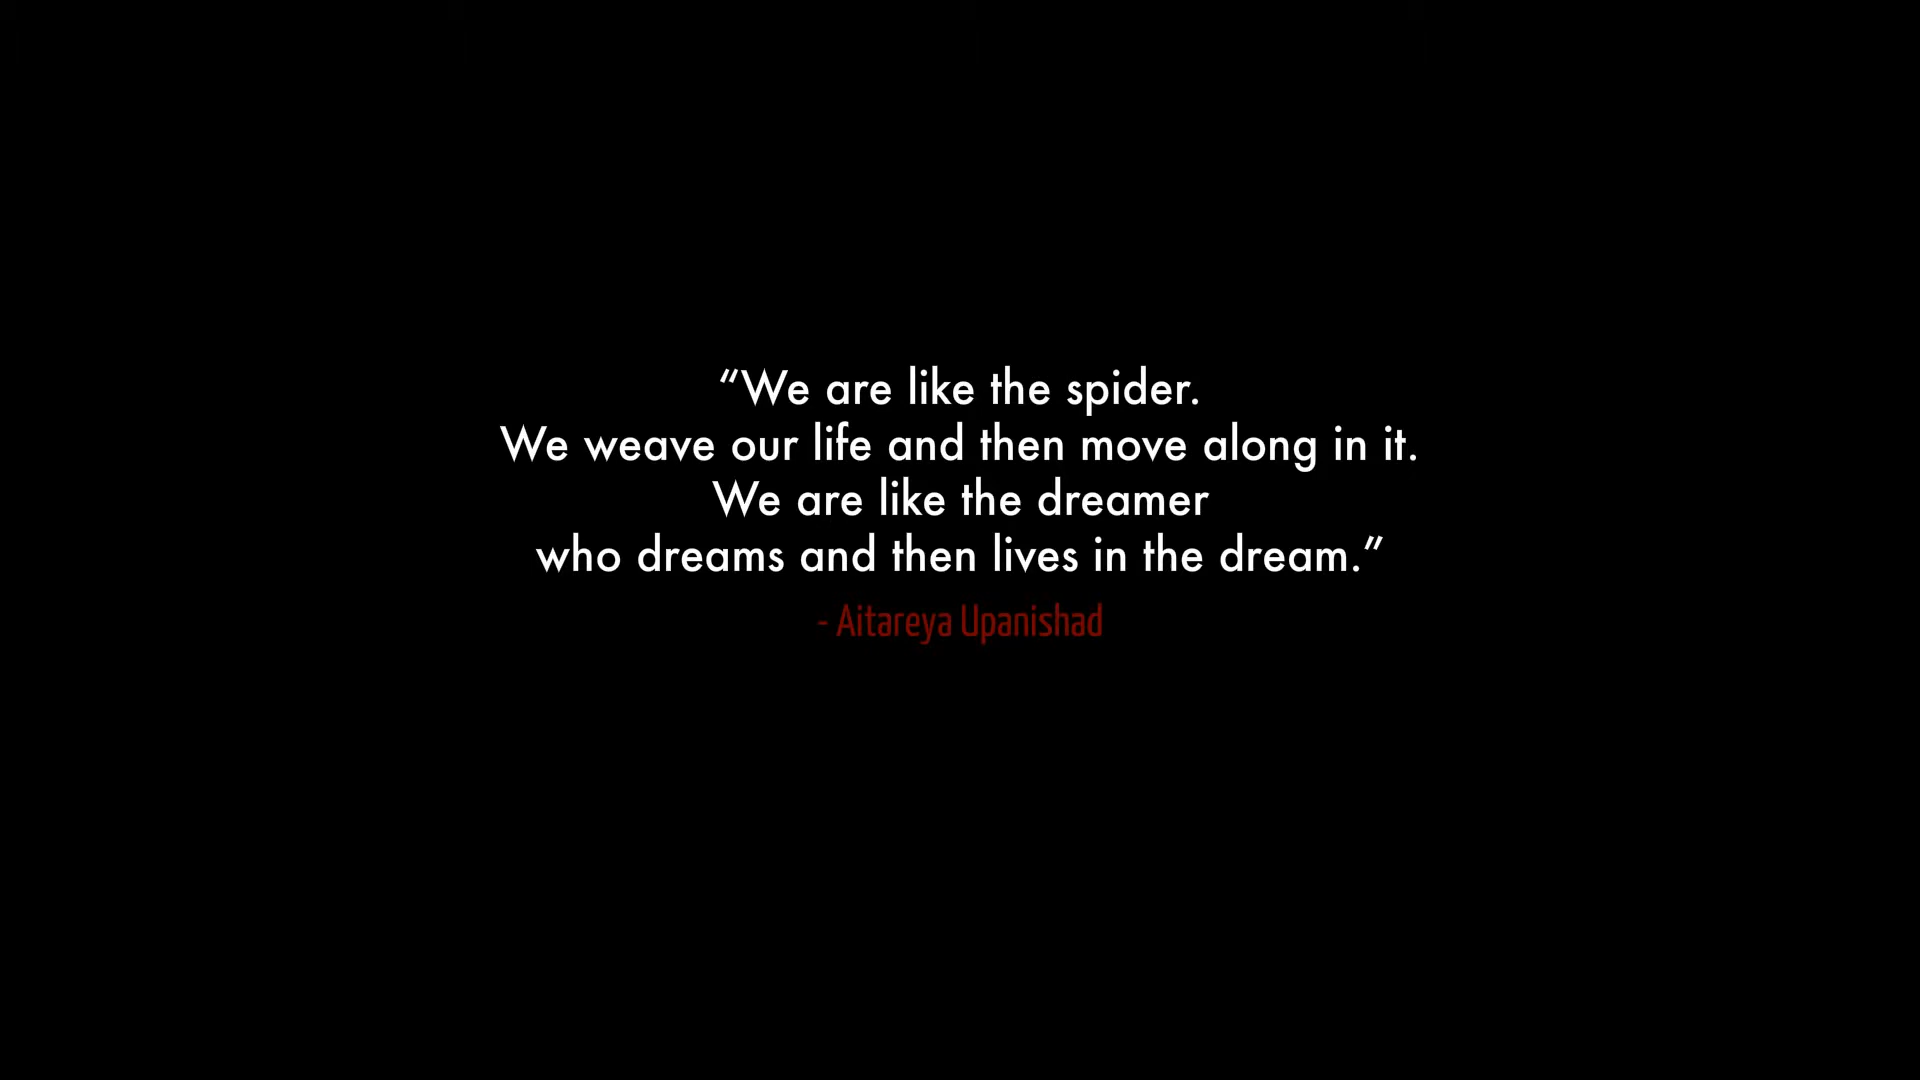 “We are like the spider.
We weave our life and then move along in it.
We are like the dreamer
who dreams and then lives in the dream.”
- Aitareya Upanishad